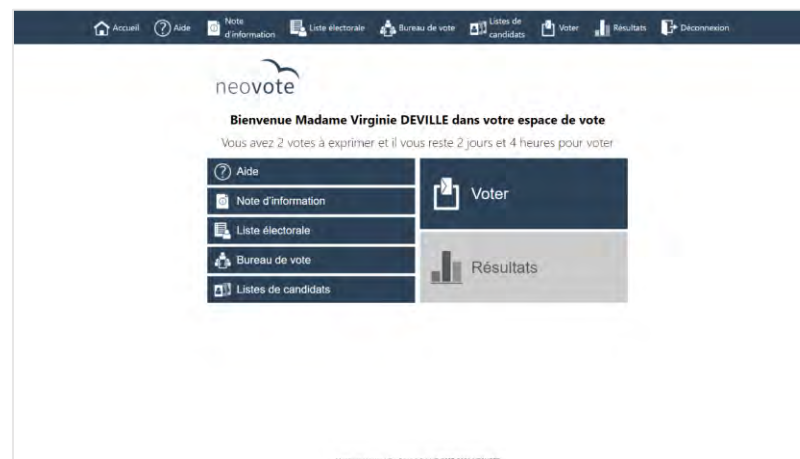 Accueil
Aide
Note
d'information
Liste électorale
Bureau de vote
Listes de
candidats
Voter
Résultats
Déconnexion
neovote
Bienvenue Madame Virginie DEVILLE dans votre espace de vote
Vous avez 2 votes à exprimer et il vous reste 2 jours et 4 heures pour voter
Aide
Note d'information
Liste électorale
Bureau de vote
Listes de candidats
Voter
Résultats